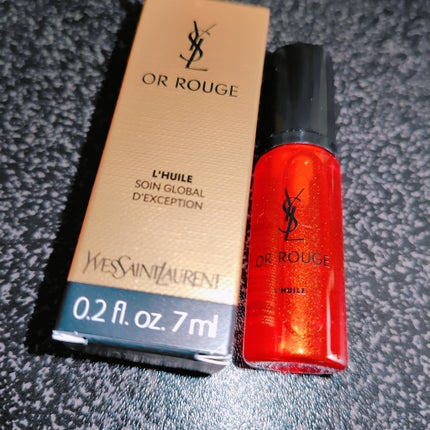 YSL
OR ROUGE
L'HUILE
SOIN GLOBAL
D'EXCEPTION
YVESSAINTLAURENT
0.2 fl. oz. 7 ml
YSL
OR ROUGE
L'HUILE